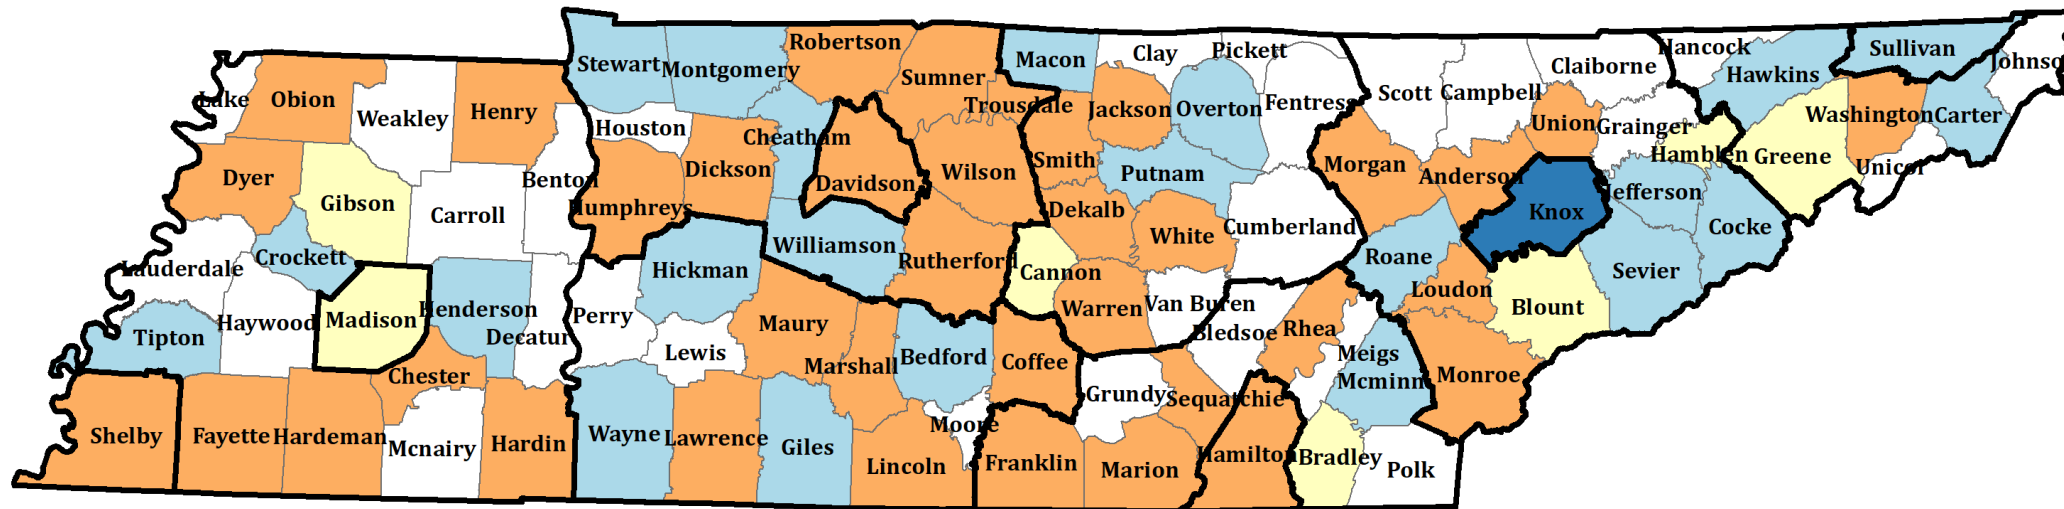 Lake
Obion
Weakley
Henry
Stewart
Montgomery
Robertson
Sumner
Macon
Clay
Pickett
Trousdale
Jackson
Overton
Fentress
Scott
Campbell
Claiborne
Hancock
Hawkins
Sullivan
Johnso
Houston
Cheatham
Dyer
Gibson
Carroll
Benton
Humphreys
Dickson
Davidson
Wilson
Smith
Putnam
Dekalb
White
Cumberland
Morgan
Anderson
Union
Grainger
Hamblen
Greene
Washington
Carter
Unicoi
Knox
Jefferson
Cocke
Lauderdale
Crockett
Tipton
Haywood
Madison
Henderson
Decatur
Perry
Hickman
Williamson
Rutherford
Cannon
Warren
Van Buren
Bledsoe
Rhea
Roane
Loudon
Blount
Sevier
Lewis
Maury
Marshall
Bedford
Coffee
Grundy
Sequatchie
Meigs
Mcminn
Monroe
Chester
Shelby
Fayette
Hardeman
Mcnairy
Hardin
Wayne
Lawrence
Giles
Lincoln
Moore
Franklin
Marion
Hamilton
Bradley
Polk